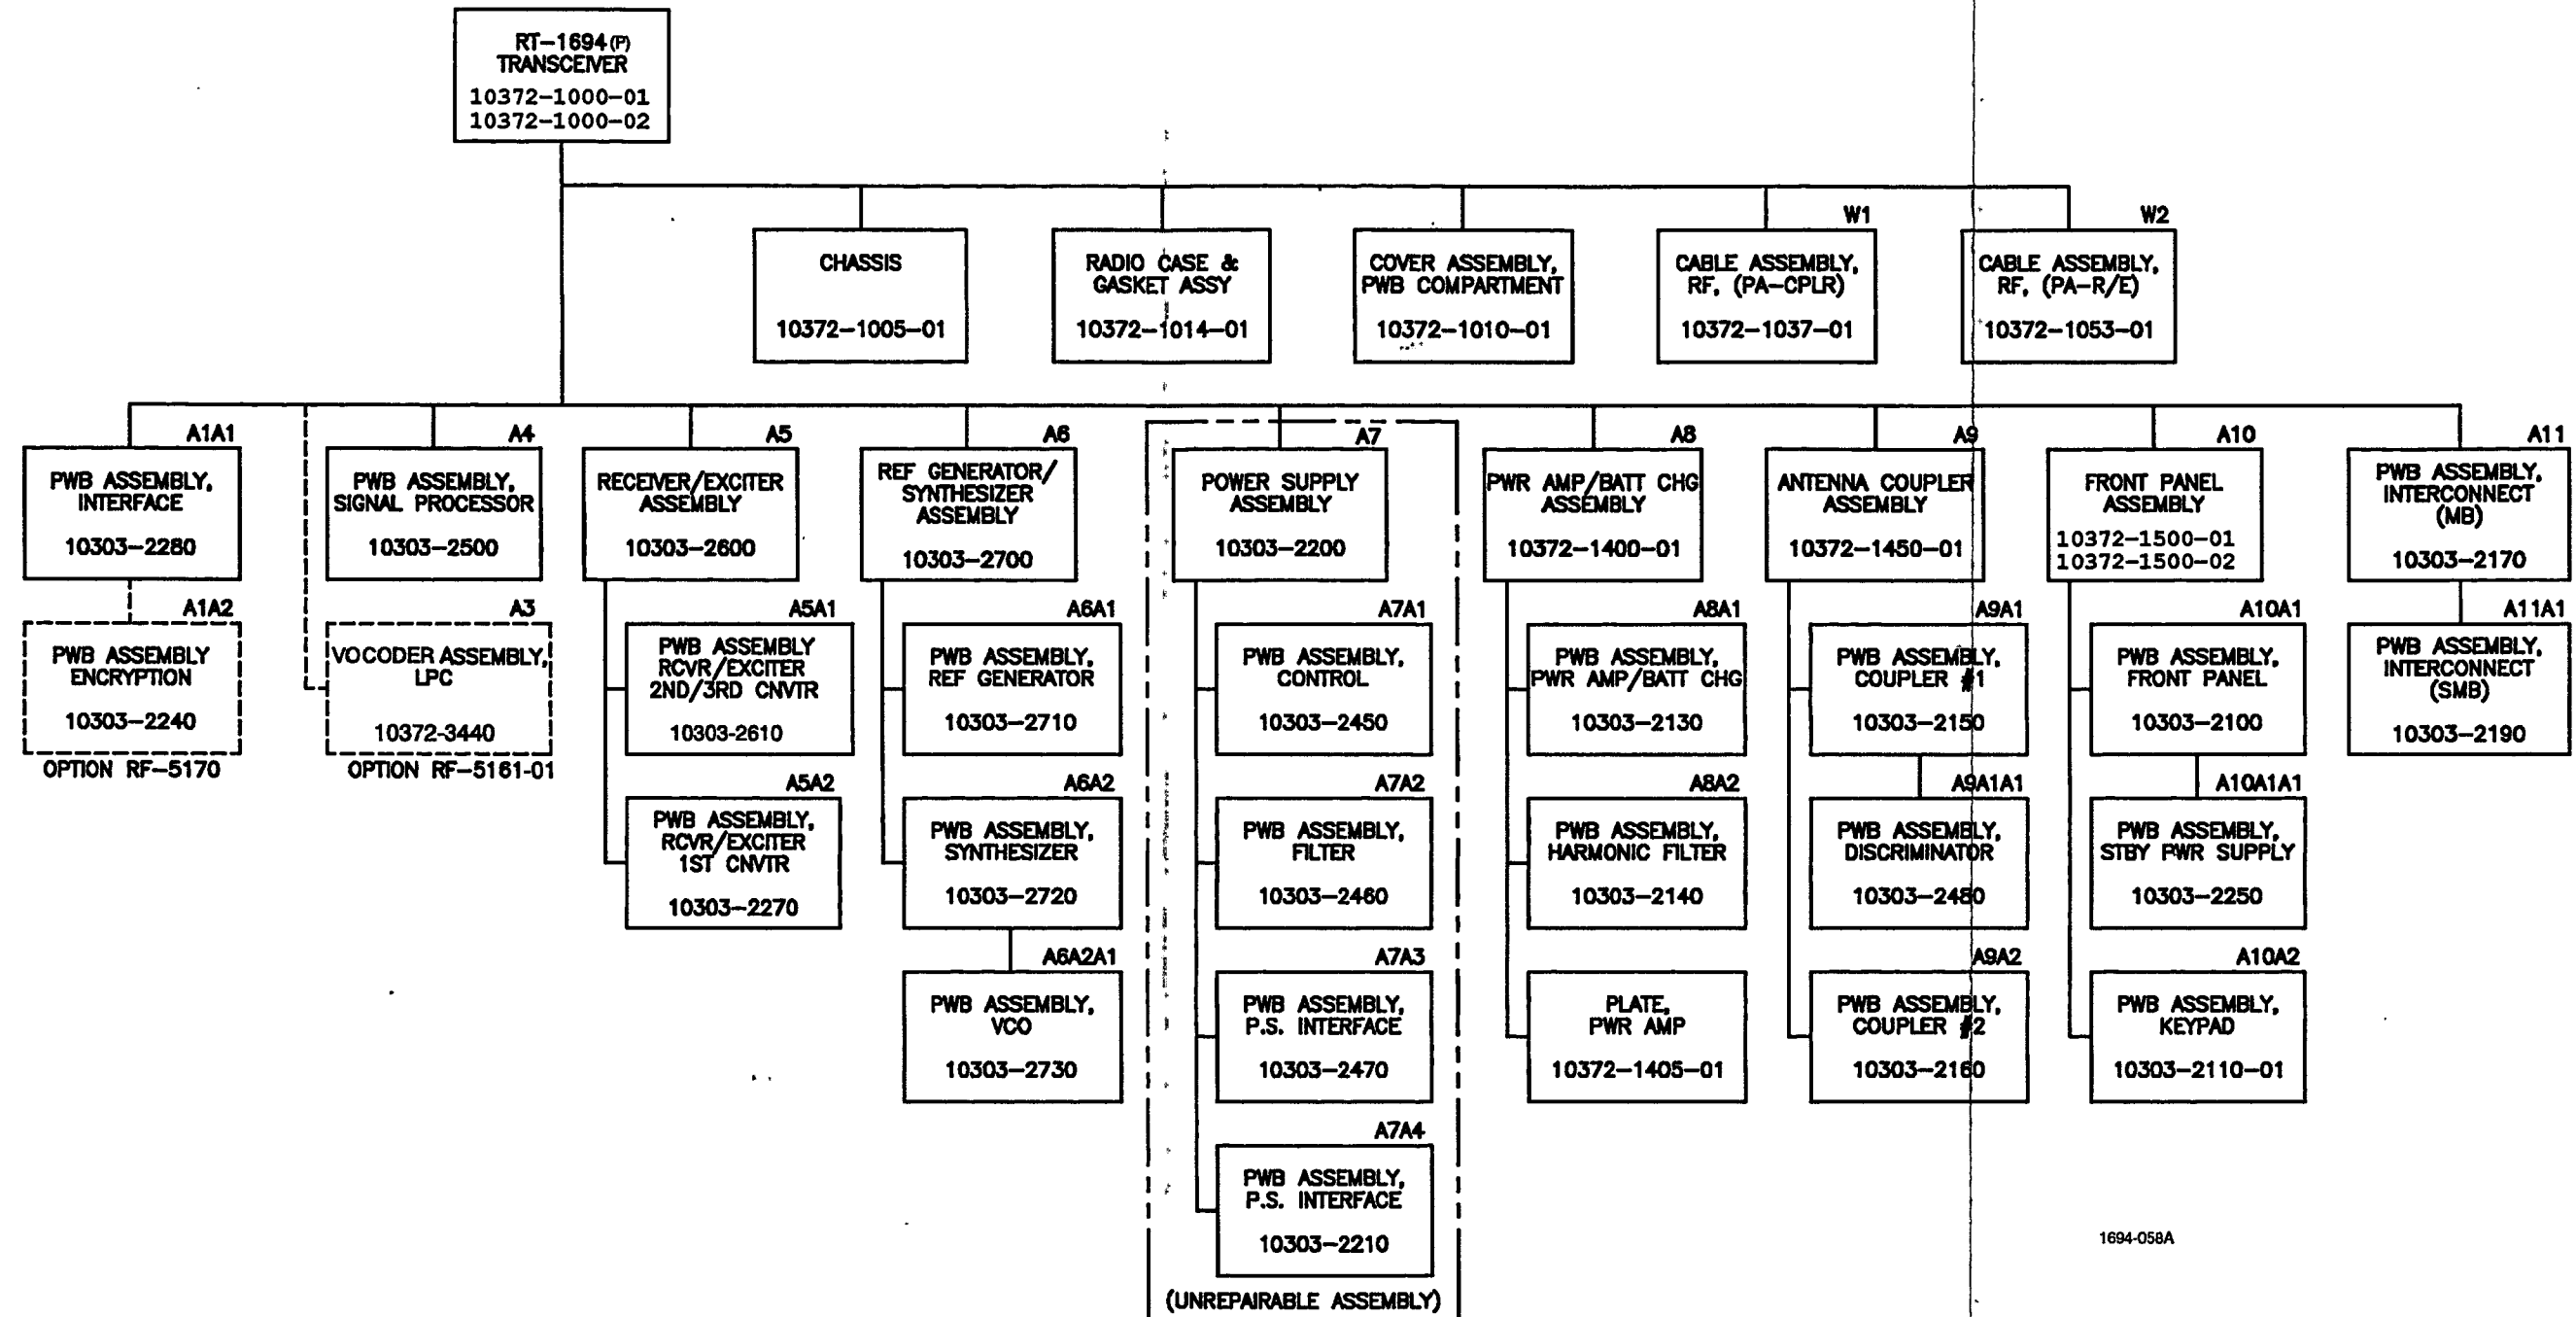 RT-1694(P)
TRANSCEIVER
10372-1000-01
10372-1000-02
CHASSIS
10372-1005-01
RADIO CASE &
GASKET ASSY
10372-1014-01
COVER ASSEMBLY,
PWB COMPARTMENT
10372-1010-01
W1
CABLE ASSEMBLY,
RF, (PA-CPLR)
10372-1037-01
W2
CABLE ASSEMBLY,
RF, (PA-R/E)
10372-1053-01
A1A1
PWB ASSEMBLY,
INTERFACE
10303-2280
A1A2
PWB ASSEMBLY
ENCRYPTION
10303-2240
OPTION RF-5170
A4
PWB ASSEMBLY,
SIGNAL PROCESSOR
10303-2500
A3
VOCODER ASSEMBLY,
LPC
10372-3440
OPTION RF-5161-01
A5
RECEIVER/EXCITER
ASSEMBLY
10303-2600
A5A1
PWB ASSEMBLY
RCVR/EXCITER
2ND/3RD CNVTR
10303-2610
A5A2
PWB ASSEMBLY,
RCVR/EXCITER
1ST CNVTR
10303-2270
A6
REF GENERATOR/
SYNTHESIZER
ASSEMBLY
10303-2700
A6A1
PWB ASSEMBLY,
REF GENERATOR
10303-2710
A6A2
PWB ASSEMBLY,
SYNTHESIZER
10303-2720
A6A2A1
PWB ASSEMBLY,
VCO
10303-2730
A7
POWER SUPPLY
ASSEMBLY
10303-2200
A7A1
PWB ASSEMBLY,
CONTROL
10303-2450
A7A2
PWB ASSEMBLY,
FILTER
10303-2460
A7A3
PWB ASSEMBLY,
P.S. INTERFACE
10303-2470
A7A4
PWB ASSEMBLY,
P.S. INTERFACE
10303-2210
(UNREPAIRABLE ASSEMBLY)
A8
PWR AMP/BATT CHG
ASSEMBLY
10372-1400-01
A8A1
PWB ASSEMBLY,
PWR AMP/BATT CHG
10303-2130
A8A2
PWB ASSEMBLY,
HARMONIC FILTER
10303-2140
PLATE,
PWR AMP
10372-1405-01
A9
ANTENNA COUPLER
ASSEMBLY
10372-1450-01
A9A1
PWB ASSEMBLY,
COUPLER #1
10303-2150
A9A1A1
PWB ASSEMBLY,
DISCRIMINATOR
10303-2480
A9A2
PWB ASSEMBLY,
COUPLER #2
10303-2160
A10
FRONT PANEL
ASSEMBLY
10372-1500-01
10372-1500-02
A10A1
PWB ASSEMBLY,
FRONT PANEL
10303-2100
A10A1A1
PWB ASSEMBLY,
STBY PWR SUPPLY
10303-2250
A10A2
PWB ASSEMBLY,
KEYPAD
10303-2110-01
A11
PWB ASSEMBLY,
INTERCONNECT
(MB)
10303-2170
A11A1
PWB ASSEMBLY,
INTERCONNECT
(SMB)
10303-2190
1694-058A